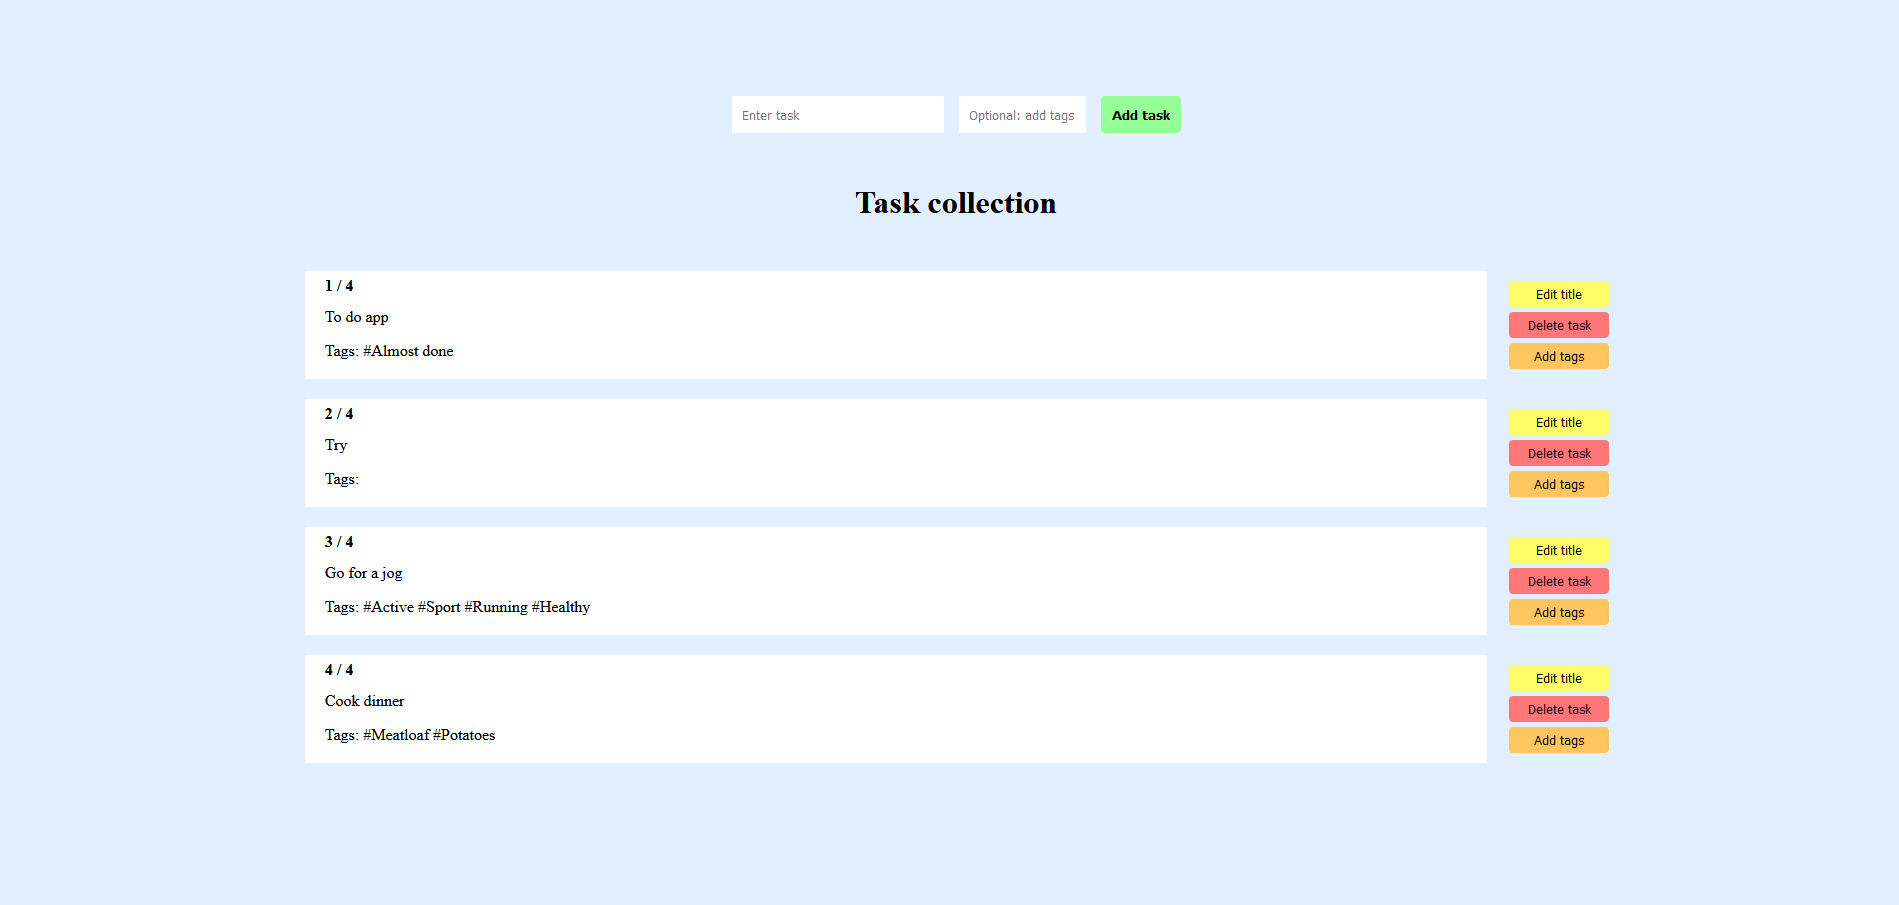 Enter task Optional: add tags Add task
Task collection
1 / 4
To do app
Tags: #Almost done
Edit title
Delete task
Add tags
2 / 4
Try
Tags:
Edit title
Delete task
Add tags
3 / 4
Go for a jog
Tags: #Active #Sport #Running #Healthy
Edit title
Delete task
Add tags
4 / 4
Cook dinner
Tags: #Meatloaf #Potatoes
Edit title
Delete task
Add tags